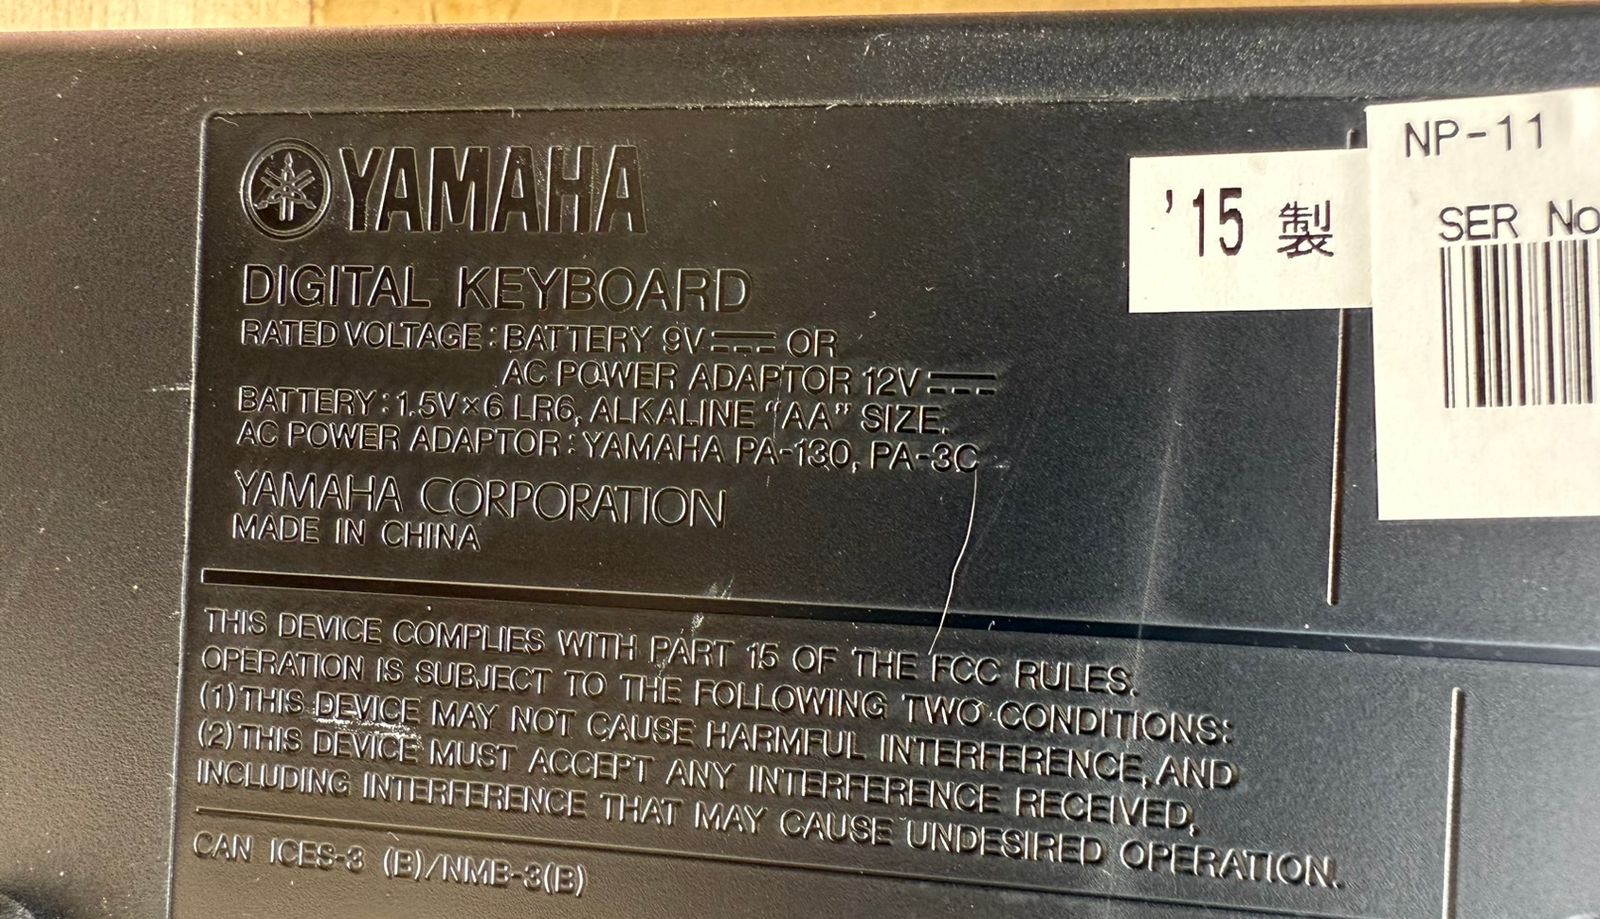 YAMAHA
DIGITAL KEYBOARD
RATED VOLTAGE : BATTERY 9V⎓ OR
AC POWER ADAPTOR 12V⎓
BATTERY : 1.5V×6 LR6, ALKALINE "AA" SIZE.
AC POWER ADAPTOR : YAMAHA PA-130, PA-3C
YAMAHA CORPORATION
MADE IN CHINA
'15 製
NP-11
SER No
THIS DEVICE COMPLIES WITH PART 15 OF THE FCC RULES.
OPERATION IS SUBJECT TO THE FOLLOWING TWO CONDITIONS:
(1) THIS DEVICE MAY NOT CAUSE HARMFUL INTERFERENCE, AND
(2) THIS DEVICE MUST ACCEPT ANY INTERFERENCE RECEIVED,
INCLUDING INTERFERENCE THAT MAY CAUSE UNDESIRED OPERATION.
CAN ICES-3 (B)/NMB-3(B)